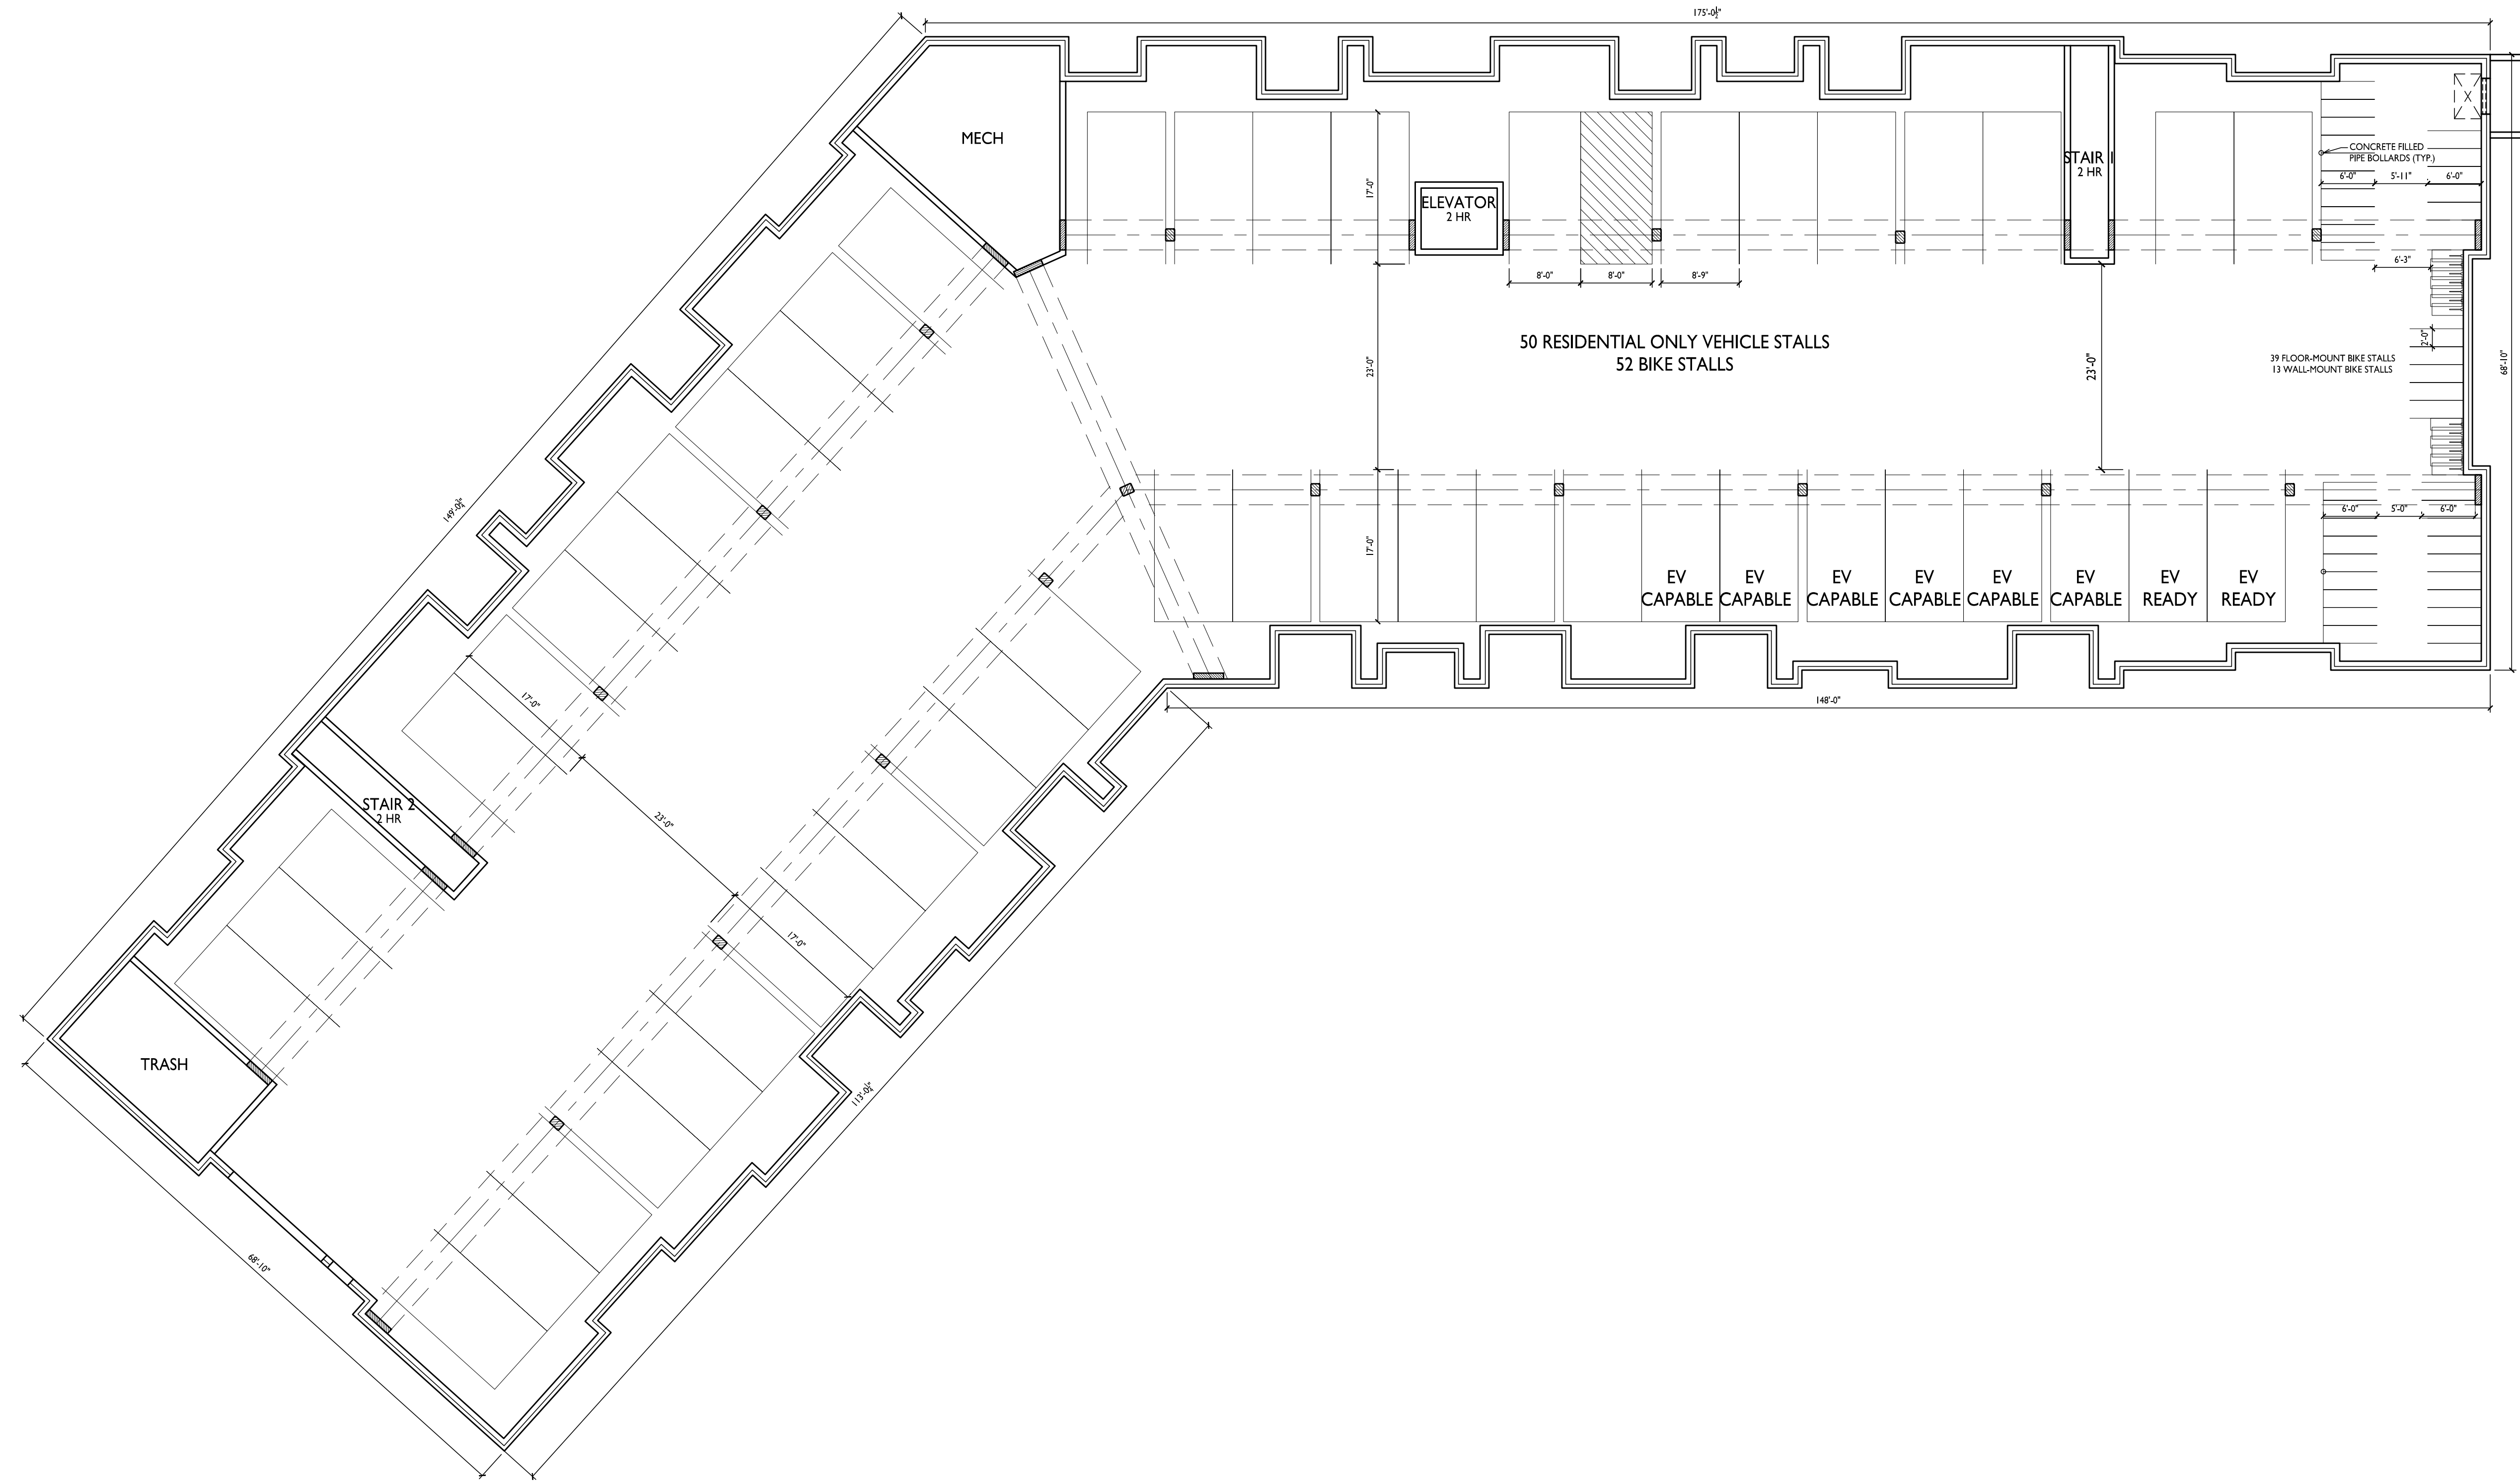 175'-0½"
MECH
CONCRETE FILLED
PIPE BOLLARDS (TYP.)
STAIR 1
2 HR
6'-0"
5'-11"
6'-0"
17'-0"
ELEVATOR
2 HR
6'-3"
8'-0"
8'-0"
8'-9"
50 RESIDENTIAL ONLY VEHICLE STALLS
52 BIKE STALLS
2'-0"
23'-0"
23'-0"
39 FLOOR-MOUNT BIKE STALLS
13 WALL-MOUNT BIKE STALLS
68'-10"
149'-0¾"
6'-0"
5'-0"
6'-0"
17'-0"
EV
CAPABLE
EV
CAPABLE
EV
CAPABLE
EV
CAPABLE
EV
CAPABLE
EV
CAPABLE
EV
READY
EV
READY
17'-0"
148'-0"
STAIR 2
2 HR
23'-0"
17'-0"
TRASH
113'-0¼"
68'-10"